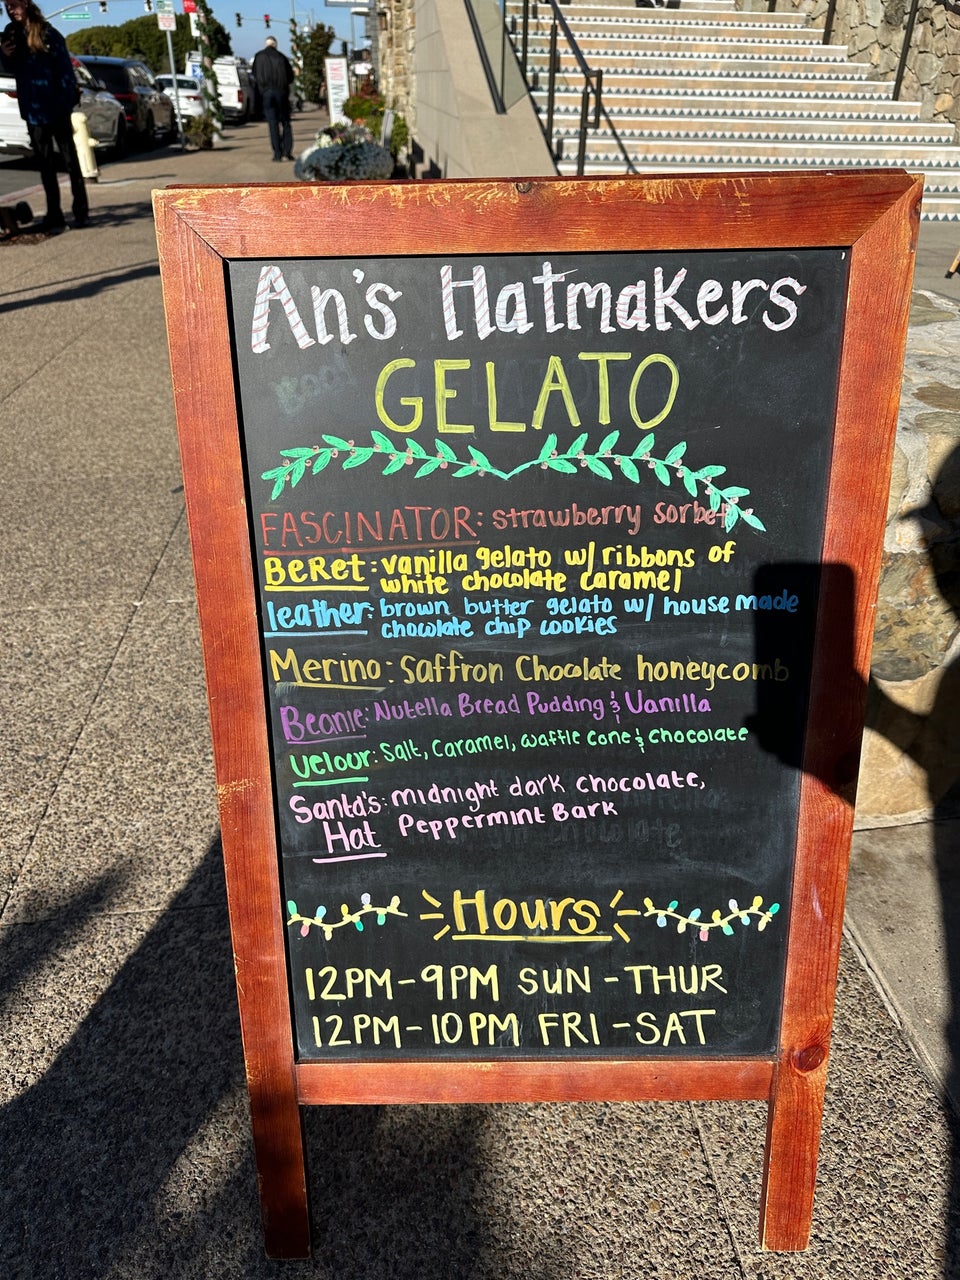 An's Hatmakers
GELATO
FASCINATOR: strawberry sorbet
Beret: vanilla gelato w/ ribbons of
white chocolate caramel
leather: brown butter gelato w/ house made
chocolate chip cookies
Merino: Saffron Chocolate honeycomb
Beanie: Nutella Bread Pudding & Vanilla
Velour: Salt, Caramel, waffle cone & chocolate
Santa's: midnight dark chocolate,
Hat Peppermint Bark
Hours
12PM-9PM SUN-THUR
12PM-10PM FRI-SAT